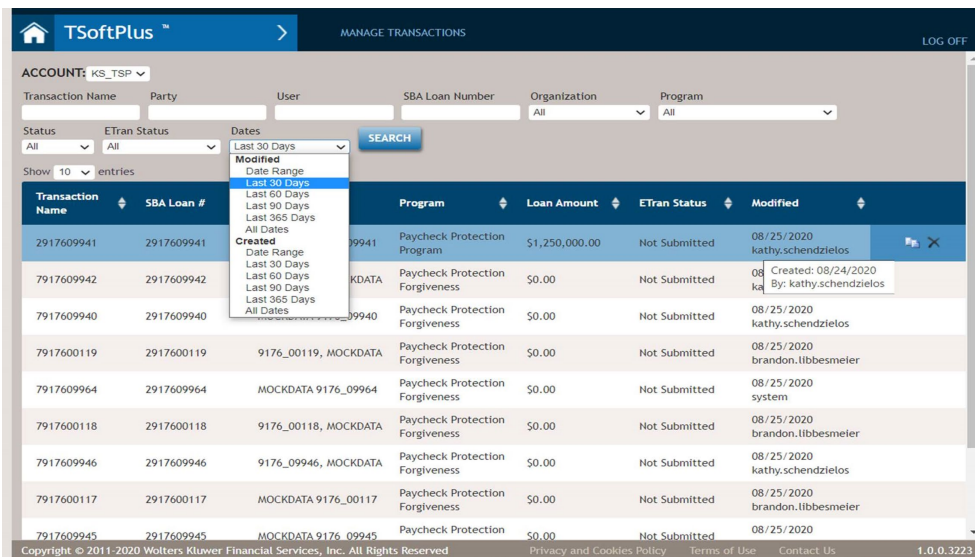 TSoftPlus ™ > MANAGE TRANSACTIONS
LOG OFF
ACCOUNT: KS_TSP
Transaction Name Party User SBA Loan Number Organization Program
All All
Status ETran Status Dates
All All Last 30 Days SEARCH
Modified
Date Range
Last 30 Days
Last 60 Days
Last 90 Days
Last 365 Days
All Dates
Created
Date Range
Last 30 Days
Last 60 Days
Last 90 Days
Last 365 Days
All Dates
Show 10 entries
Transaction Name SBA Loan # Program Loan Amount ETran Status Modified
2917609941 2917609941 09941 Paycheck Protection Program $1,250,000.00 Not Submitted 08/25/2020 kathy.schendzielos
Created: 08/24/2020
By: kathy.schendzielos
7917609942 2917609942 KDATA Paycheck Protection Forgiveness $0.00 Not Submitted 08
ka
7917609940 2917609940 09940 Paycheck Protection Forgiveness $0.00 Not Submitted 08/25/2020 kathy.schendzielos
7917600119 2917600119 9176_00119, MOCKDATA Paycheck Protection Forgiveness $0.00 Not Submitted 08/25/2020 brandon.libbesmeier
7917609964 2917609964 MOCKDATA 9176_09964 Paycheck Protection Forgiveness $0.00 Not Submitted 08/25/2020 system
7917600118 2917600118 9176_00118, MOCKDATA Paycheck Protection Forgiveness $0.00 Not Submitted 08/25/2020 brandon.libbesmeier
7917609946 2917609946 9176_09946, MOCKDATA Paycheck Protection Forgiveness $0.00 Not Submitted 08/25/2020 kathy.schendzielos
7917600117 2917600117 MOCKDATA 9176_00117 Paycheck Protection Forgiveness $0.00 Not Submitted 08/25/2020 brandon.libbesmeier
7917609945 2917609945 MOCKDATA 9176_09945 Paycheck Protection $0.00 Not Submitted 08/25/2020
Copyright © 2011-2020 Wolters Kluwer Financial Services, Inc. All Rights Reserved Privacy and Cookies Policy Terms of Use Contact Us 1.0.0.3223